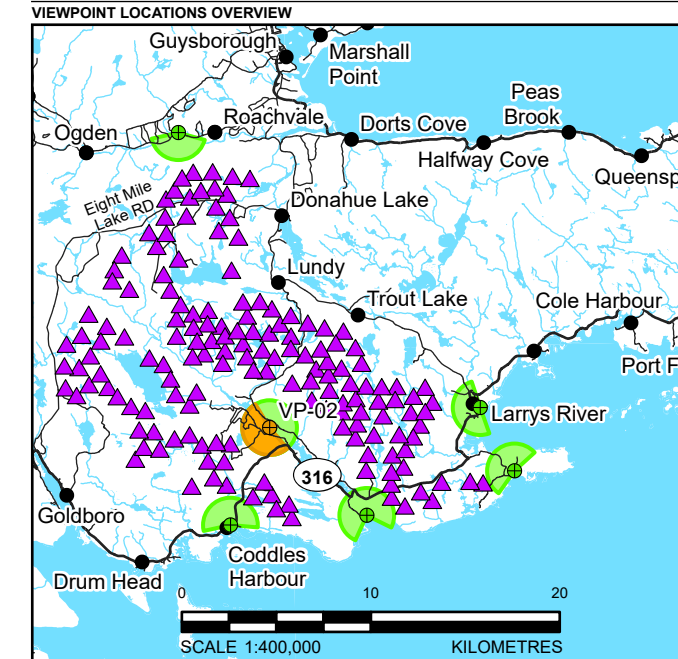 VIEWPOINT LOCATIONS OVERVIEW
Guysborough
Marshall
Point
Peas
Brook
Ogden
Roachvale
Dorts Cove
Halfway Cove
Queensp
Eight Mile
Lake RD
Donahue Lake
Lundy
Trout Lake
Cole Harbour
Port F
VP-02
Larrys River
316
Goldboro
Coddles
Harbour
Drum Head
0 10 20
SCALE 1:400,000 KILOMETRES